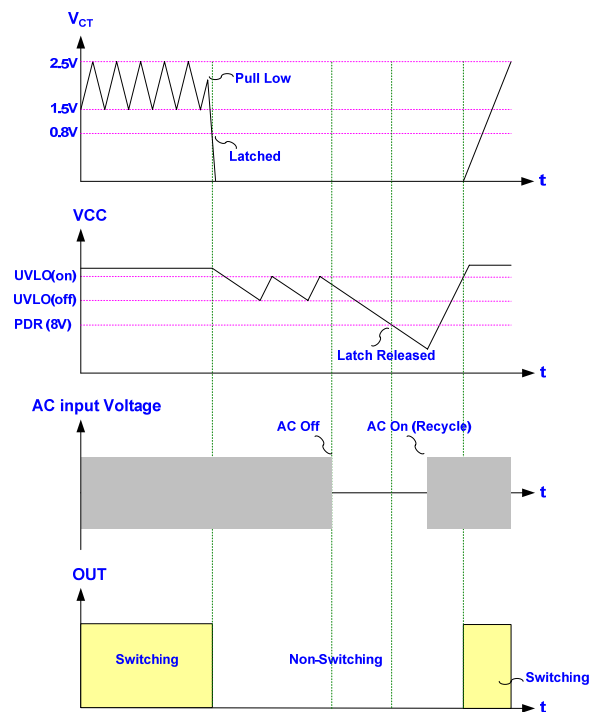 VCT
2.5V
Pull Low
1.5V
0.8V
Latched
t
VCC
UVLO(on)
UVLO(off)
PDR (8V)
Latch Released
t
AC input Voltage
AC Off
AC On (Recycle)
t
OUT
Switching
Non-Switching
Switching
t